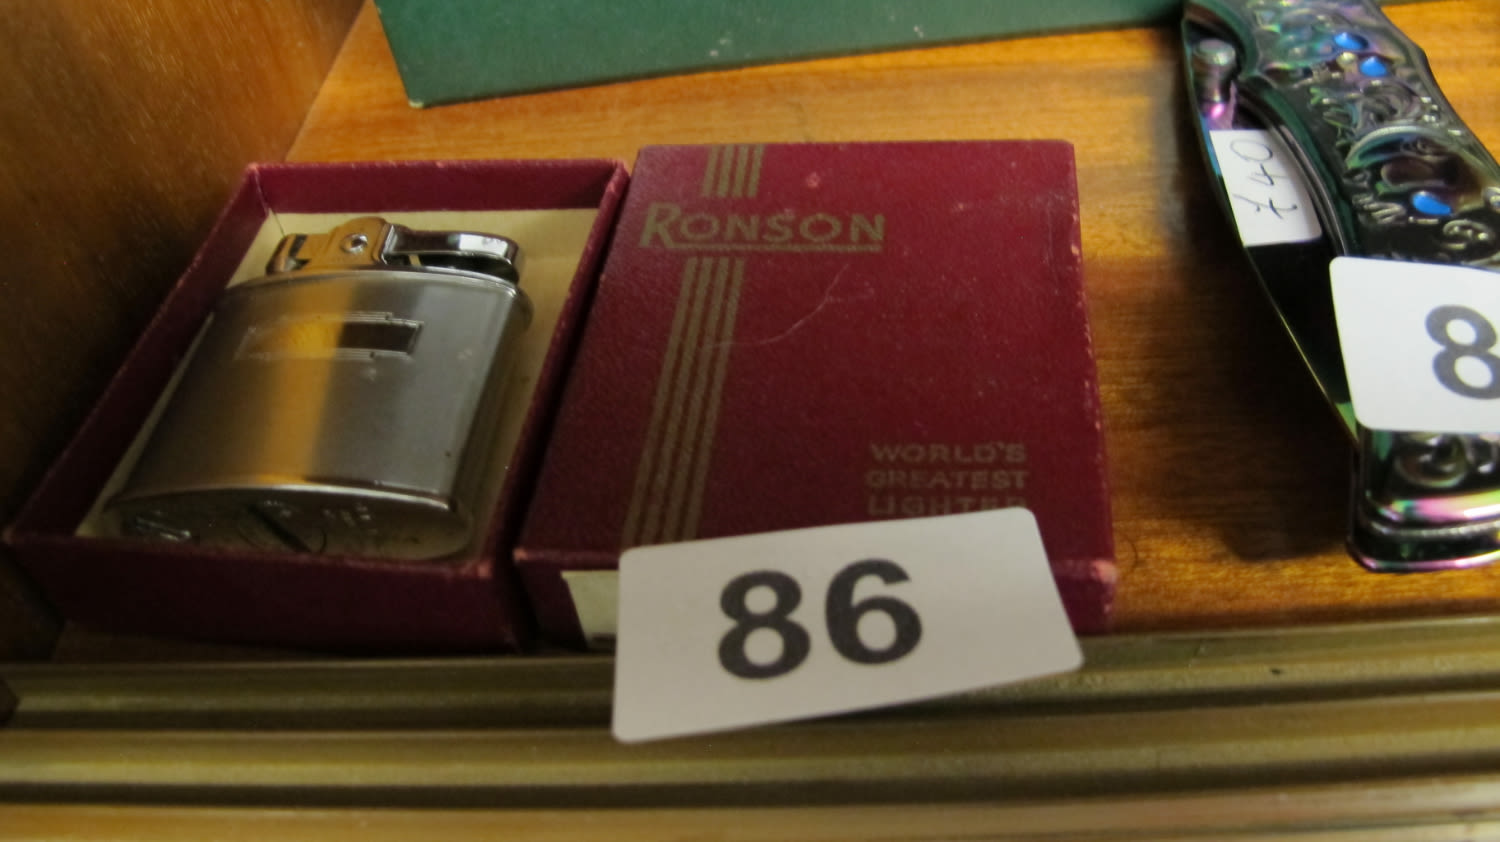 RONSON
WORLD'S
GREATEST
LIGHTER
86
£40
8